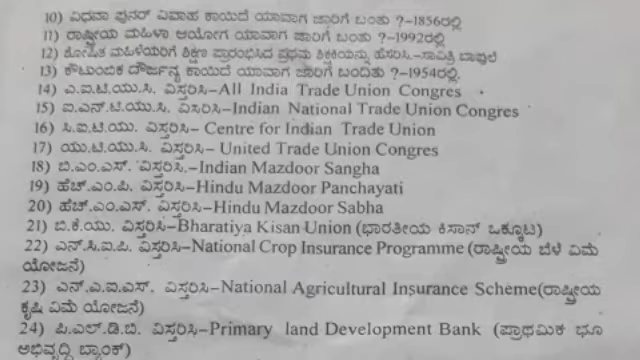 10) ವಿಧವಾ ಪುನರ್ ವಿವಾಹ ಕಾಯಿದೆ ಯಾವಾಗ ಜಾರಿಗೆ ಬಂತು ?–1856ರಲ್ಲಿ
11) ರಾಷ್ಟ್ರೀಯ ಮಹಿಳಾ ಆಯೋಗ ಯಾವಾಗ ಜಾರಿಗೆ ಬಂತು ?–1992ರಲ್ಲಿ
12) ಶೋಷಿತ ಮಹಿಳೆಯರಿಗೆ ಶಿಕ್ಷಣ ಪ್ರಾರಂಭಿಸಿದ ಪ್ರಥಮ ಶಿಕ್ಷಕಿಯನ್ನು ಹೆಸರಿಸಿ.–ಸಾವಿತ್ರಿ ಬಾಪುಲೆ
13) ಕೌಟುಂಬಿಕ ದೌರ್ಜನ್ಯ ಕಾಯಿದೆ ಯಾವಾಗ ಜಾರಿಗೆ ಬಂದಿತು ?–1954ರಲ್ಲಿ.
14) ಎ.ಐ.ಟಿ.ಯು.ಸಿ. ವಿಸ್ತರಿಸಿ–All India Trade Union Congres
15) ಐ.ಎನ್.ಟಿ.ಯು.ಸಿ. ವಿಸ್ತರಿಸಿ–Indian National Trade Union Congres
16) ಸಿ.ಐ.ಟಿ.ಯು. ವಿಸ್ತರಿಸಿ– Centre for Indian Trade Union
17) ಯು.ಟಿ.ಯು.ಸಿ. ವಿಸ್ತರಿಸಿ– United Trade Union Congres
18) ಬಿ.ಎಂ.ಎಸ್. ವಿಸ್ತರಿಸಿ.–Indian Mazdoor Sangha
19) ಹೆಚ್.ಎಂ.ಪಿ. ವಿಸ್ತರಿಸಿ–Hindu Mazdoor Panchayati
20) ಹೆಚ್.ಎಂ.ಎಸ್. ವಿಸ್ತರಿಸಿ–Hindu Mazdoor Sabha
21) ಬಿ.ಕೆ.ಯು. ವಿಸ್ತರಿಸಿ–Bharatiya Kisan Union (ಭಾರತೀಯ ಕಿಸಾನ್ ಒಕ್ಕೂಟ)
22) ಎನ್.ಸಿ.ಐ.ಪಿ. ವಿಸ್ತರಿಸಿ–National Crop Insurance Programme (ರಾಷ್ಟ್ರೀಯ ಬೆಳೆ ವಿಮೆ
ಯೋಜನೆ)
23) ಎನ್.ಎ.ಐ.ಎಸ್. ವಿಸ್ತರಿಸಿ–National Agricultural Insurance Scheme(ರಾಷ್ಟ್ರೀಯ
ಕೃಷಿ ವಿಮೆ ಯೋಜನೆ)
24) ಪಿ.ಎಲ್.ಡಿ.ಬಿ. ವಿಸ್ತರಿಸಿ–Primary land Development Bank (ಪ್ರಾಥಮಿಕ ಭೂ
ಅಭಿವೃದ್ಧಿ ಬ್ಯಾಂಕ್)